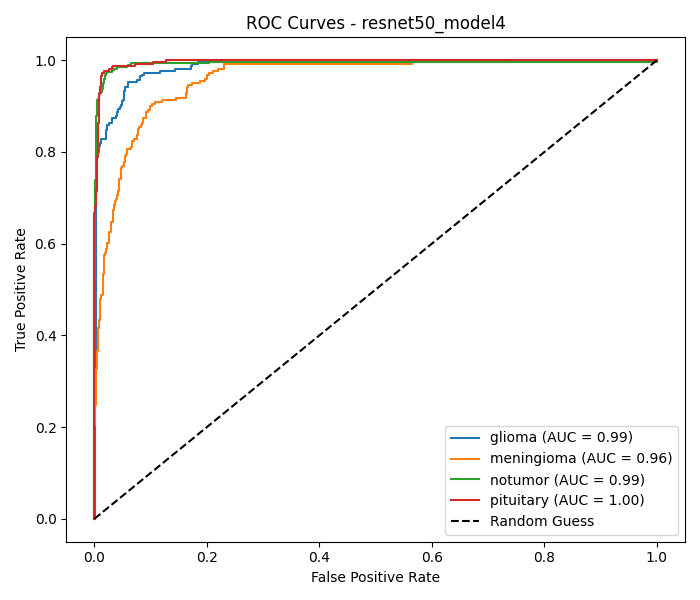 ROC Curves - resnet50_model4
True Positive Rate
1.0
0.8
0.6
0.4
0.2
0.0
glioma (AUC = 0.99)
meningioma (AUC = 0.96)
notumor (AUC = 0.99)
pituitary (AUC = 1.00)
Random Guess
0.0 0.2 0.4 0.6 0.8 1.0
False Positive Rate